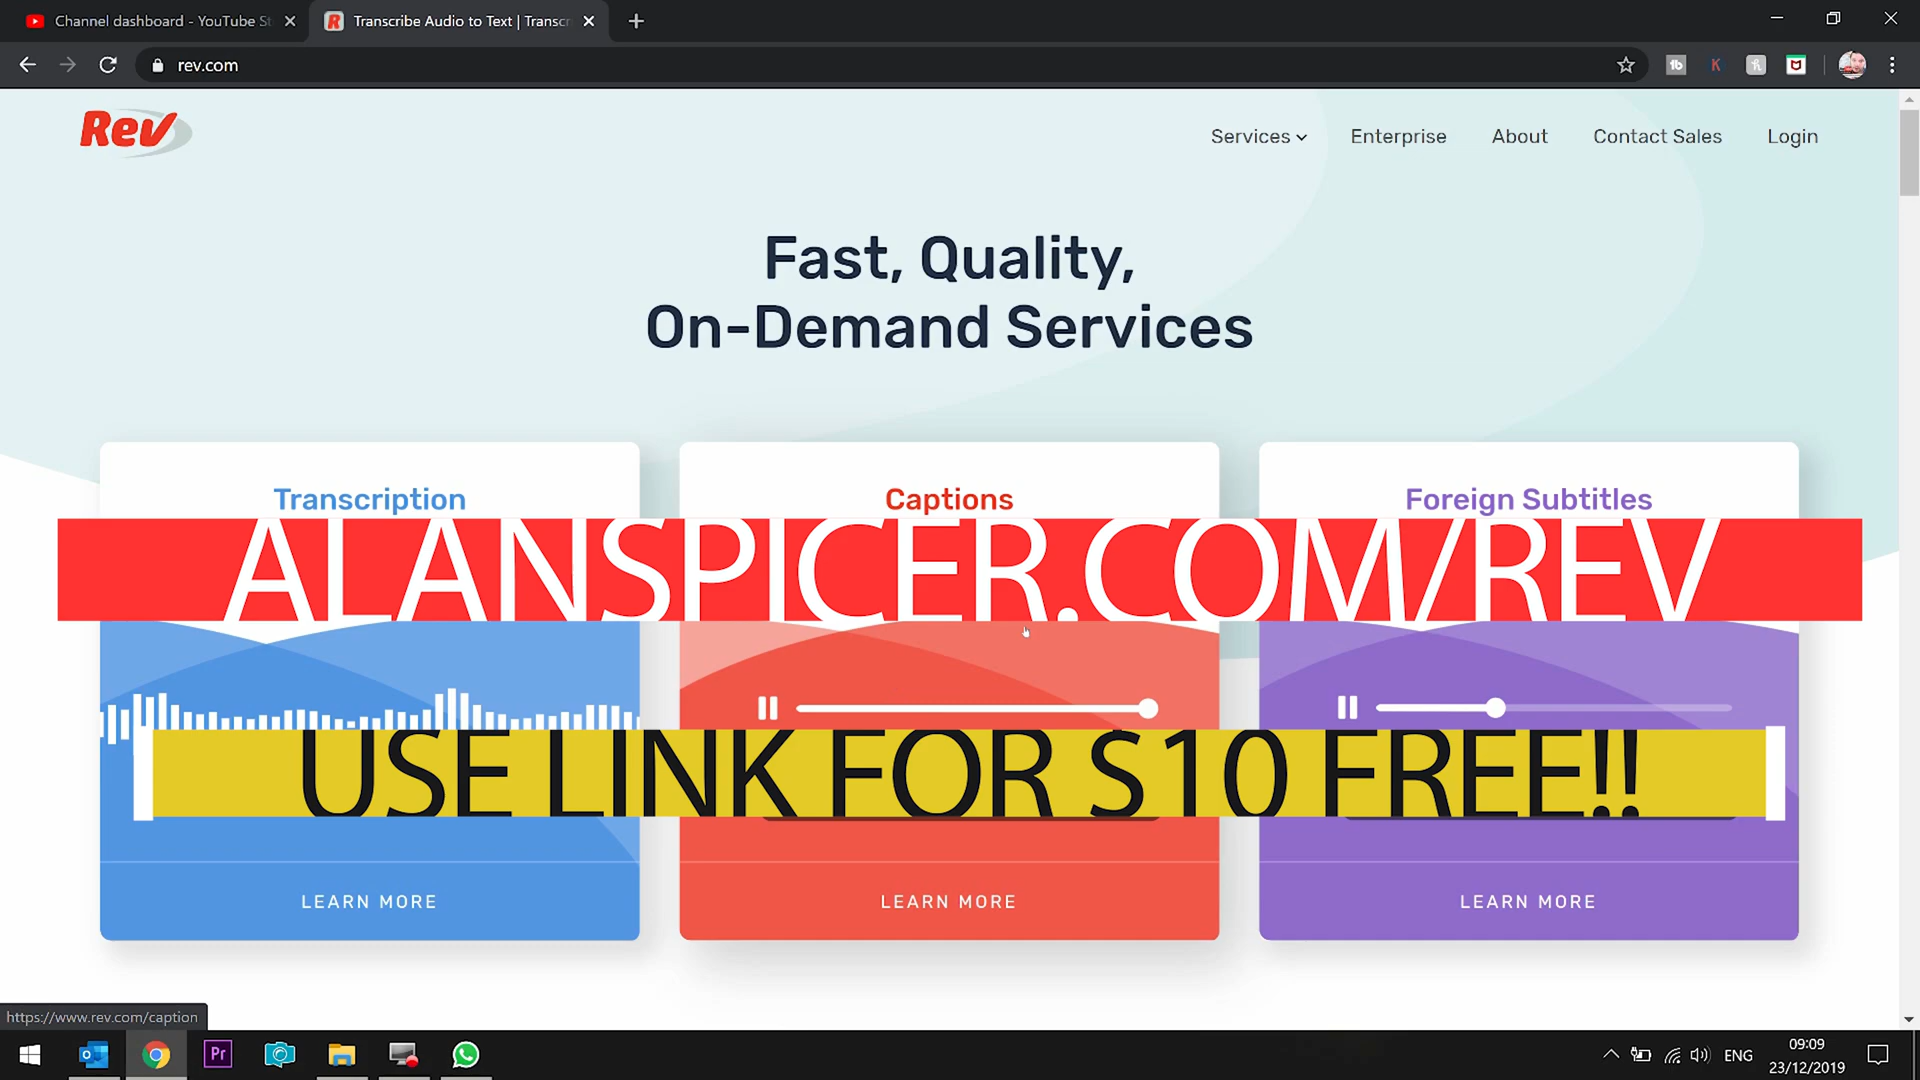 Channel dashboard - YouTube St
Transcribe Audio to Text | Transcr
rev.com
Rev
Services
Enterprise
About
Contact Sales
Login
Fast, Quality,
On-Demand Services
Transcription
Captions
Foreign Subtitles
ALANSPICER.COM/REV
USE LINK FOR $10 FREE!!
LEARN MORE
LEARN MORE
LEARN MORE
https://www.rev.com/caption
Pr
ENG
09:09
23/12/2019